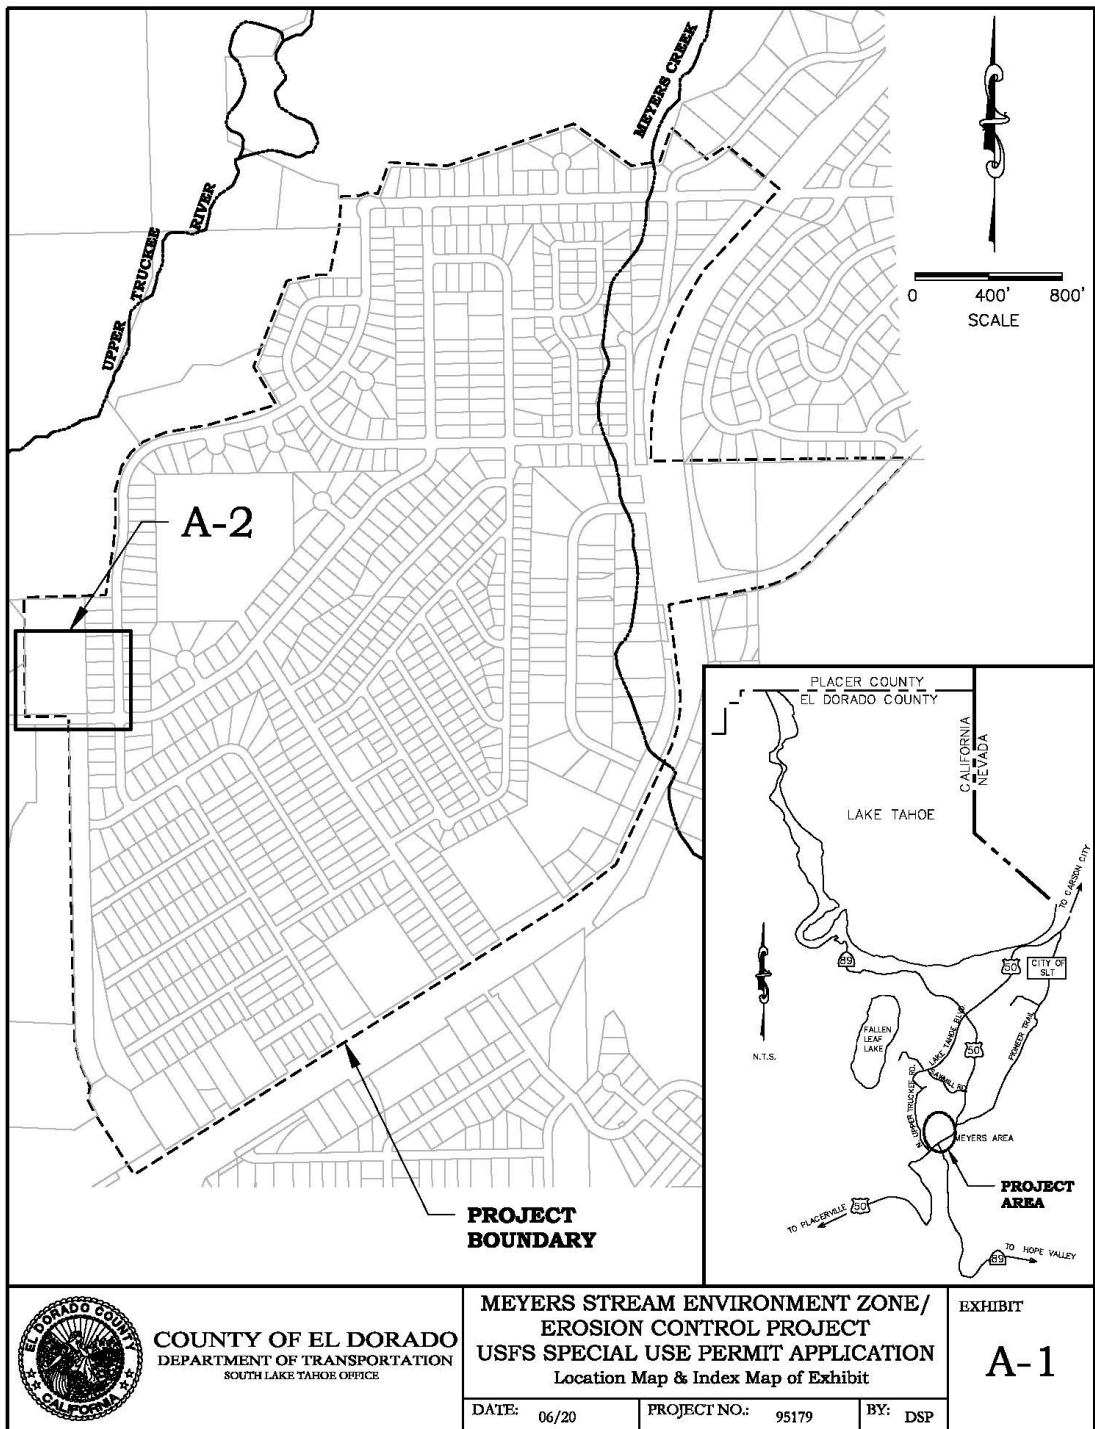 MEYERS CREEK
UPPER TRUCKEE RIVER
0 400' 800'
SCALE
A-2
PROJECT
BOUNDARY
PLACER COUNTY
EL DORADO COUNTY
CALIFORNIA
NEVADA
LAKE TAHOE
TO CARSON CITY
89
50
CITY OF
SLT
FALLEN
LEAF
LAKE
LAKE TAHOE BLVD.
50
PIONEER TRAIL
N.T.S.
SAWMILL RD.
N. UPPER TRUCKEE RD.
MEYERS AREA
PROJECT
AREA
TO PLACERVILLE
50
89
TO HOPE VALLEY
EL DORADO COUNTY
CALIFORNIA
COUNTY OF EL DORADO
DEPARTMENT OF TRANSPORTATION
SOUTH LAKE TAHOE OFFICE
MEYERS STREAM ENVIRONMENT ZONE/
EROSION CONTROL PROJECT
USFS SPECIAL USE PERMIT APPLICATION
Location Map & Index Map of Exhibit
DATE: 06/20
PROJECT NO.: 95179
BY: DSP
EXHIBIT
A-1